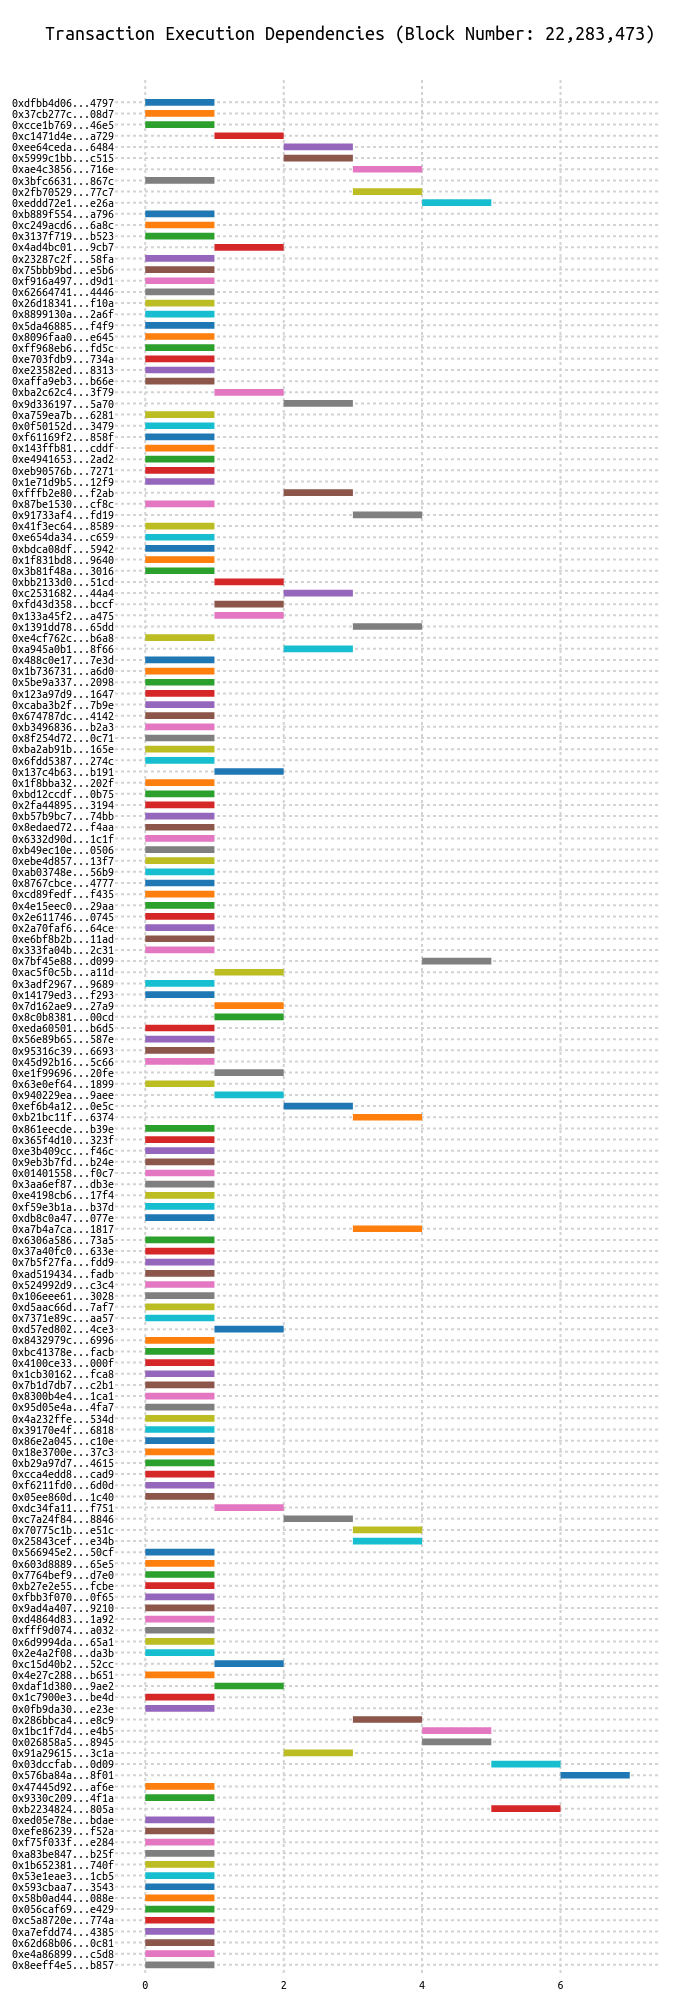 Transaction Execution Dependencies (Block Number: 22,283,473)
0xdfbb4d06...4797
0x37cb277c...08d7
0xcce1b769...46e5
0xc1471d4e...a729
0xee64ceda...6484
0x5999c1bb...c515
0xae4c3856...716e
0x3bfc6631...867c
0x2fb70529...77c7
0xeddd72e1...e26a
0xb889f554...a796
0xc249acd6...6a8c
0x3137f719...b523
0x4ad4bc01...9cb7
0x23287c2f...58fa
0x75bbb9bd...e5b6
0xf916a497...d9d1
0x62664741...4446
0x26d18341...f10a
0x8899130a...2a6f
0x5da46885...f4f9
0x8096faa0...e645
0xff968eb6...fd5c
0xe703fdb9...734a
0xe23582ed...8313
0xaffa9eb3...b66e
0xba2c62c4...3f79
0x9d336197...5a70
0xa759ea7b...6281
0x0f50152d...3479
0xf61169f2...858f
0x143ffb81...cddf
0xe4941653...2ad2
0xeb90576b...7271
0x1e71d9b5...12f9
0xfffb2e80...f2ab
0x87be1530...cf8c
0x91733af4...fd19
0x41f3ec64...8589
0xe654da34...c659
0xbdca08df...5942
0x1f831bd8...9640
0x3b81f48a...3016
0xbb2133d0...51cd
0xc2531682...44a4
0xfd43d358...bccf
0x133a45f2...a475
0x1391dd78...65dd
0xe4cf762c...b6a8
0xa945a0b1...8f66
0x488c0e17...7e3d
0x1b736731...a6d0
0x5be9a337...2098
0x123a97d9...1647
0xcaba3b2f...7b9e
0x674787dc...4142
0xb3496836...b2a3
0x8f254d72...0c71
0xba2ab91b...165e
0x6fdd5387...274c
0x137c4b63...b191
0x1f8bba32...202f
0xbd12ccdf...0b75
0x2fa44895...3194
0xb57b9bc7...74bb
0x8edaed72...f4aa
0x6332d90d...1c1f
0xb49ec10e...0506
0xebe4d857...13f7
0xab03748e...56b9
0x8767cbce...4777
0xcd89fedf...f435
0x4e15eec0...29aa
0x2e611746...0745
0x2a70faf6...64ce
0xe6bf8b2b...11ad
0x333fa04b...2c31
0x7bf45e88...d099
0xac5f0c5b...a11d
0x3adf2967...9689
0x14179ed3...f293
0x7d162ae9...27a9
0x8c0b8381...00cd
0xeda60501...b6d5
0x56e89b65...587e
0x95316c39...6693
0x45d92b16...5c66
0xe1f99696...20fe
0x63e0ef64...1899
0x940229ea...9aee
0xef6b4a12...0e5c
0xb21bc11f...6374
0x861eecde...b39e
0x365f4d10...323f
0xe3b409cc...f46c
0x9eb3b7fd...b24e
0x01401558...f0c7
0x3aa6ef87...db3e
0xe4198cb6...17f4
0xf59e3b1a...b37d
0xdb8c0a47...077e
0xa7b4a7ca...1817
0x6306a586...73a5
0x37a40fc0...633e
0x7b5f27fa...fdd9
0xad519434...fadb
0x524992d9...c3c4
0x106eee61...3028
0xd5aac66d...7af7
0x7371e89c...aa57
0xd57ed802...4ce3
0x8432979c...6996
0xbc41378e...facb
0x4100ce33...000f
0x1cb30162...fca8
0x7b1d7db7...c2b1
0x8300b4e4...1ca1
0x95d05e4a...4fa7
0x4a232ffe...534d
0x39170e4f...6818
0x86e2a045...c10e
0x18e3700e...37c3
0xb29a97d7...4615
0xcca4edd8...cad9
0xf6211fd0...6d0d
0x05ee860d...1c40
0xdc34fa11...f751
0xc7a24f84...8846
0x70775c1b...e51c
0x25843cef...e34b
0x566945e2...50cf
0x603d8889...65e5
0x7764bef9...d7e0
0xb27e2e55...fcbe
0xfbb3f070...0f65
0x9ad4a407...9210
0xd4864d83...1a92
0xfff9d074...a032
0x6d9994da...65a1
0x2e4a2f08...da3b
0xc15d40b2...52cc
0x4e27c288...b651
0xdaf1d380...9ae2
0x1c7900e3...be4d
0x0fb9da30...e23e
0x286bbca4...e8c9
0x1bc1f7d4...e4b5
0x026858a5...8945
0x91a29615...3c1a
0x03dccfab...0d09
0x576ba84a...8f01
0x47445d92...af6e
0x9330c209...4f1a
0xb2234824...805a
0xed05e78e...bdae
0xefe86239...f52a
0xf75f033f...e284
0xa83be847...b25f
0x1b652381...740f
0x53e1eae3...1cb5
0x593cbaa7...3543
0x58b0ad44...088e
0x056caf69...e429
0xc5a8720e...774a
0xa7efdd74...4385
0x62d68b06...0c81
0xe4a86899...c5d8
0x8eeff4e5...b857
0 2 4 6